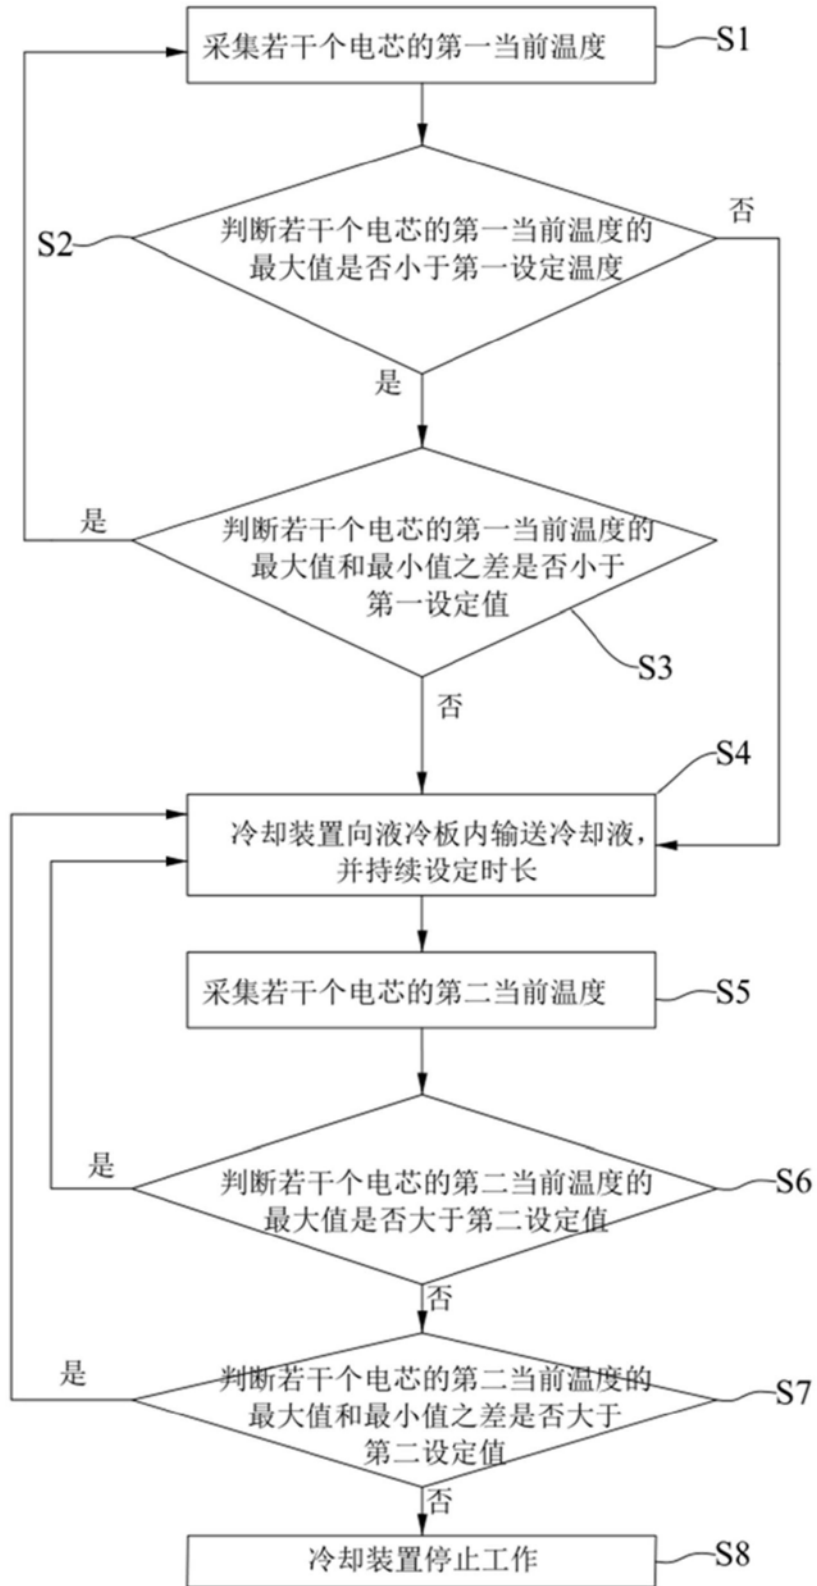 采集若干个电芯的第一当前温度
S1
否
S2
判断若干个电芯的第一当前温度的
最大值是否小于第一设定温度
是
是
判断若干个电芯的第一当前温度的
最大值和最小值之差是否小于
第一设定值
S3
否
S4
冷却装置向液冷板内输送冷却液，
并持续设定时长
采集若干个电芯的第二当前温度
S5
是
判断若干个电芯的第二当前温度的
最大值是否大于第二设定值
S6
否
是
判断若干个电芯的第二当前温度的
最大值和最小值之差是否大于
第二设定值
S7
否
冷却装置停止工作
S8